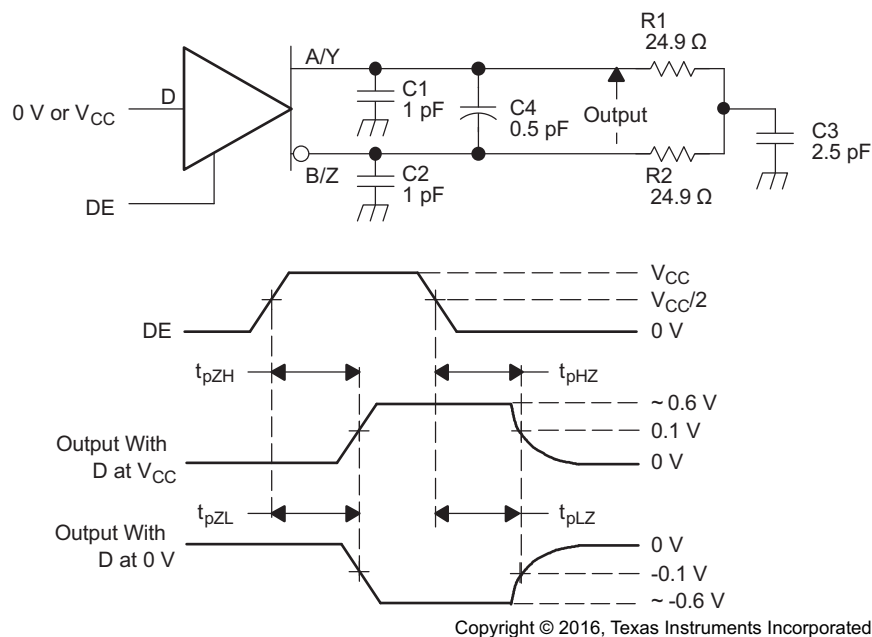 R1
24.9 Ω
A/Y
D
C1
1 pF
C4
0.5 pF
Output
0 V or VCC
C3
2.5 pF
B/Z
C2
1 pF
R2
24.9 Ω
DE
VCC
VCC/2
DE
0 V
tpZH
tpHZ
~ 0.6 V
0.1 V
Output With
D at VCC
0 V
tpZL
tpLZ
Output With
D at 0 V
0 V
-0.1 V
~ -0.6 V
Copyright © 2016, Texas Instruments Incorporated